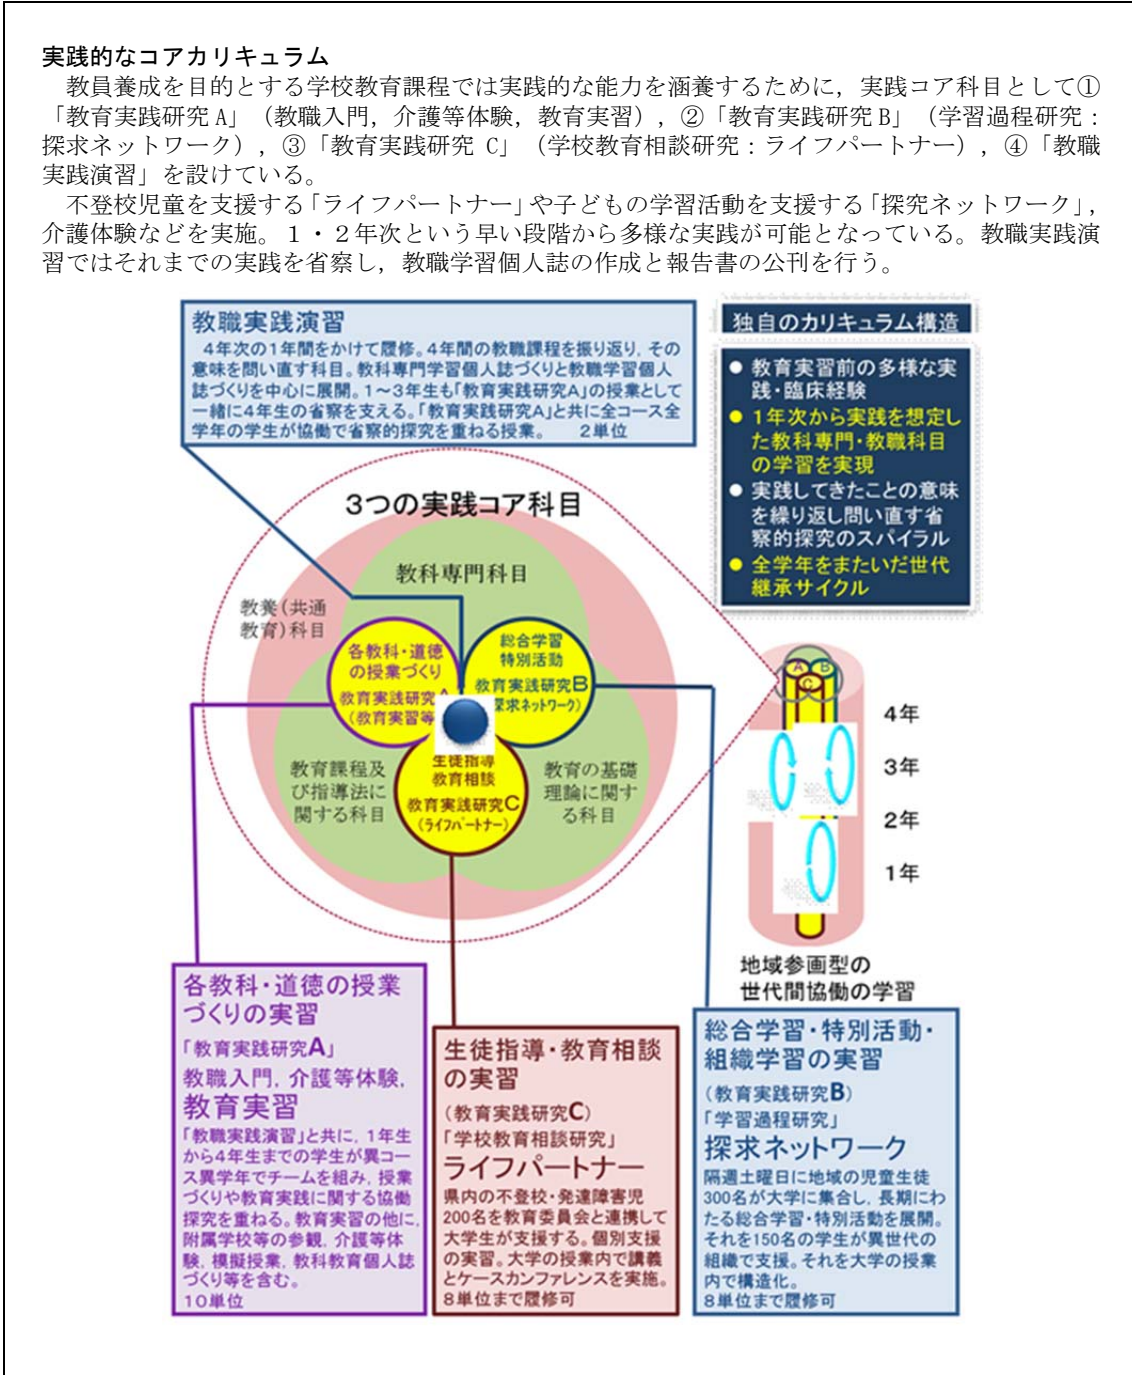 実践的なコアカリキュラム
教員養成を目的とする学校教育課程では実践的な能力を涵養するために，実践コア科目として①
「教育実践研究 A」（教職入門，介護等体験，教育実習），②「教育実践研究 B」（学習過程研究：
探求ネットワーク），③「教育実践研究 C」（学校教育相談研究：ライフパートナー），④「教職
実践演習」を設けている。
不登校児童を支援する「ライフパートナー」や子どもの学習活動を支援する「探究ネットワーク」，
介護体験などを実施。１・２年次という早い段階から多様な実践が可能となっている。教職実践演
習ではそれまでの実践を省察し，教職学習個人誌の作成と報告書の公刊を行う。
教職実践演習
４年次の１年間をかけて履修。４年間の教職課程を振り返り，その
意味を問い直す科目。教科専門学習個人誌づくりと教職学習個人
誌づくりを中心に展開。１～３年生も「教育実践研究Ａ」の授業として
一緒に４年生の省察を支える。「教育実践研究Ａ」と共に全コース全
学年の学生が協働で省察的探究を重ねる授業。　２単位
独自のカリキュラム構造
● 教育実習前の多様な実
践・臨床経験
● １年次から実践を想定し
た教科専門・教職科目
の学習を実現
● 実践してきたことの意味
を繰り返し問い直す省
察的探究のスパイラル
● 全学年をまたいだ世代
継承サイクル
３つの実践コア科目
教科専門科目
教養（共通
教育）科目
各教科・道徳
の授業づくり
教育実践研究A
（教育実習等
総合学習
特別活動
教育実践研究B
探求ネットワーク）
生徒指導
教育相談
教育実践研究C
（ライフパートナー）
教育課程及
び指導法に
関する科目
教育の基礎
理論に関す
る科目
A
B
C
４年
３年
２年
１年
地域参画型の
世代間協働の学習
各教科・道徳の授業
づくりの実習
「教育実践研究A」
教職入門，介護等体験，
教育実習
「教職実践演習」と共に，１年生
から４年生までの学生が異コー
ス異学年でチームを組み，授業
づくりや教育実践に関する協働
探究を重ねる。教育実習の他に，
附属学校等の参観，介護等体
験，模擬授業，教科教育個人誌
づくり等を含む。
１０単位
生徒指導・教育相談
の実習
（教育実践研究C）
「学校教育相談研究」
ライフパートナー
県内の不登校・発達障害児
200名を教育委員会と連携して
大学生が支援する。個別支援
の実習。大学の授業内で講義
とケースカンファレンスを実施。
８単位まで履修可
総合学習・特別活動・
組織学習の実習
（教育実践研究B）
「学習過程研究」
探求ネットワーク
隔週土曜日に地域の児童生徒
300名が大学に集合し，長期にわ
たる総合学習・特別活動を展開。
それを150名の学生が異世代の
組織で支援。それを大学の授業
内で構造化。
８単位まで履修可